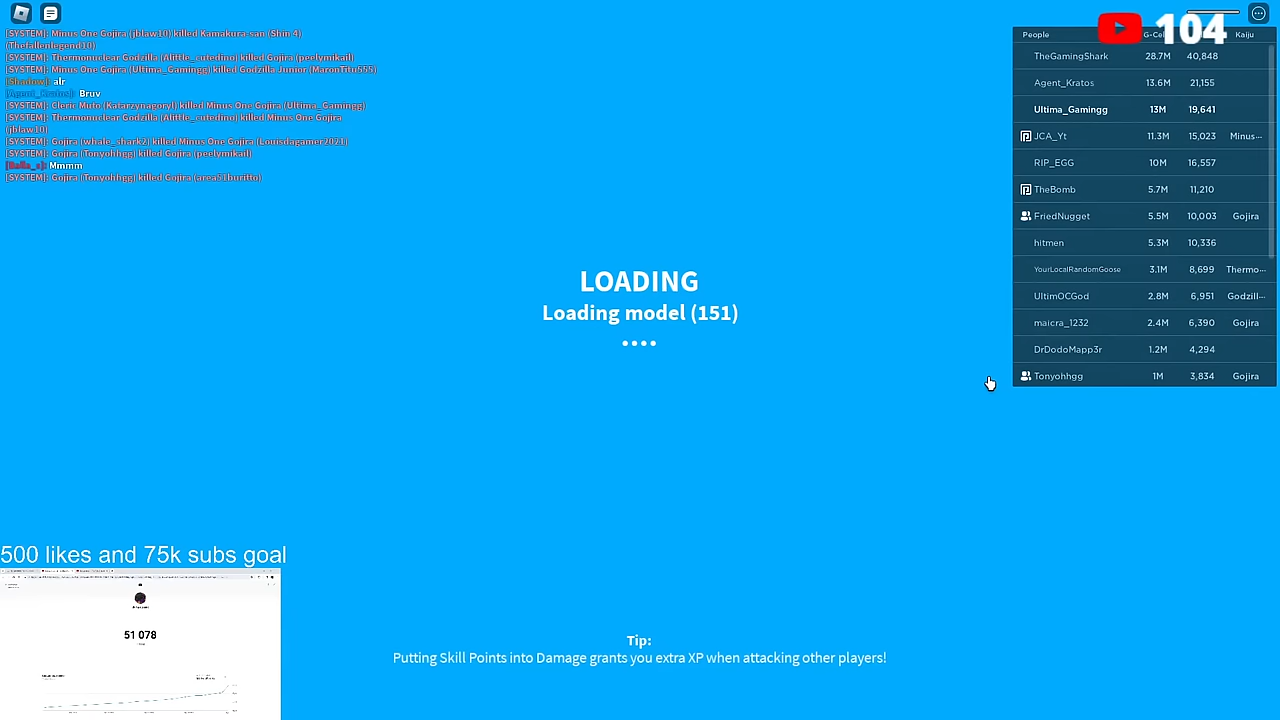 [SYSTEM]: Minus One Gojira (jblaw10) killed Kamakura-san (Shin 4)
(Thefallenlegend10)
[SYSTEM]: Thermonuclear Godzilla (Alittle_cutedino) killed Gojira (peelymikail)
[SYSTEM]: Minus One Gojira (Ultima_Gamingg) killed Godzilla Junior (MaronTitu555)
[Shadow]: alr
[Agent_Kratos]: Bruv
[SYSTEM]: Cleric Muto (Katarzynagoryl) killed Minus One Gojira (Ultima_Gamingg)
[SYSTEM]: Thermonuclear Godzilla (Alittle_cutedino) killed Minus One Gojira
(jblaw10)
[SYSTEM]: Gojira (whale_shark2) killed Minus One Gojira (Louisdagamer2021)
[SYSTEM]: Gojira (Tonyohhgg) killed Gojira (peelymikail)
Mmmm
[SYSTEM]: Gojira (Tonyohhgg) killed Gojira (area51buritto)
104
People G-Ce Kaiju
TheGamingShark 28.7M 40,848
Agent_Kratos 13.6M 21,155
Ultima_Gamingg 13M 19,641
JCA_Yt 11.3M 15,023 Minus...
RIP_EGG 10M 16,557
TheBomb 5.7M 11,210
FriedNugget 5.5M 10,003 Gojira
hitmen 5.3M 10,336
YourLocalRandomGoose 3.1M 8,699 Thermo...
UltimOCGod 2.8M 6,951 Godzill...
maicra_1232 2.4M 6,390 Gojira
DrDodoMapp3r 1.2M 4,294
Tonyohhgg 1M 3,834 Gojira
LOADING
Loading model (151)
....
500 likes and 75k subs goal
51 078
Tip:
Putting Skill Points into Damage grants you extra XP when attacking other players!